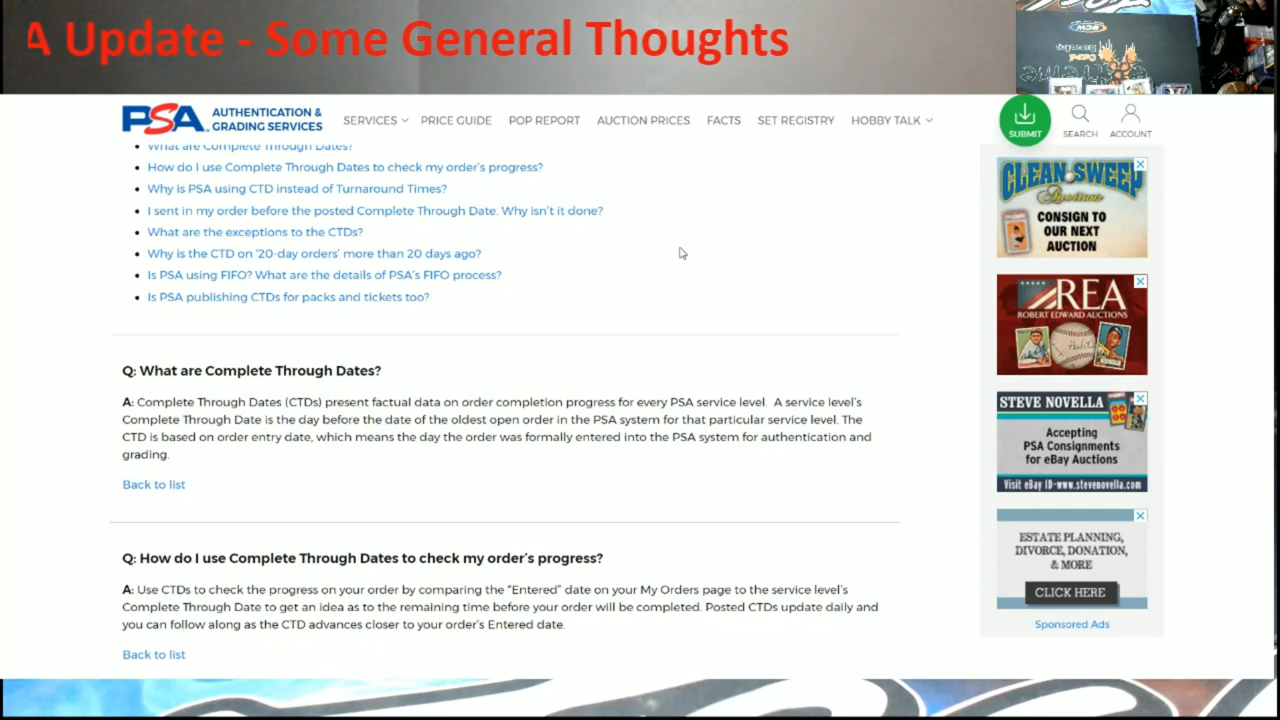 A Update - Some General Thoughts
BCW
PSA AUTHENTICATION &
GRADING SERVICES
SERVICES PRICE GUIDE POP REPORT AUCTION PRICES FACTS SET REGISTRY HOBBY TALK
SUBMIT
SEARCH
ACCOUNT
What are Complete Through Dates?
How do I use Complete Through Dates to check my order's progress?
Why is PSA using CTD instead of Turnaround Times?
I sent in my order before the posted Complete Through Date. Why isn't it done?
What are the exceptions to the CTDs?
Why is the CTD on '20-day orders' more than 20 days ago?
Is PSA using FIFO? What are the details of PSA's FIFO process?
Is PSA publishing CTDs for packs and tickets too?
Q: What are Complete Through Dates?
A: Complete Through Dates (CTDs) present factual data on order completion progress for every PSA service level. A service level's
Complete Through Date is the day before the date of the oldest open order in the PSA system for that particular service level. The
CTD is based on order entry date, which means the day the order was formally entered into the PSA system for authentication and
grading.
Back to list
Q: How do I use Complete Through Dates to check my order's progress?
A: Use CTDs to check the progress on your order by comparing the "Entered" date on your My Orders page to the service level's
Complete Through Date to get an idea as to the remaining time before your order will be completed. Posted CTDs update daily and
you can follow along as the CTD advances closer to your order's Entered date.
Back to list
CLEAN SWEEP
Auctions
CONSIGN TO
OUR NEXT
AUCTION
REA
ROBERT EDWARD AUCTIONS
STEVE NOVELLA
Accepting
PSA Consignments
for eBay Auctions
Visit eBay ID-www.stevenovella.com
ESTATE PLANNING,
DIVORCE, DONATION,
& MORE
CLICK HERE
Sponsored Ads